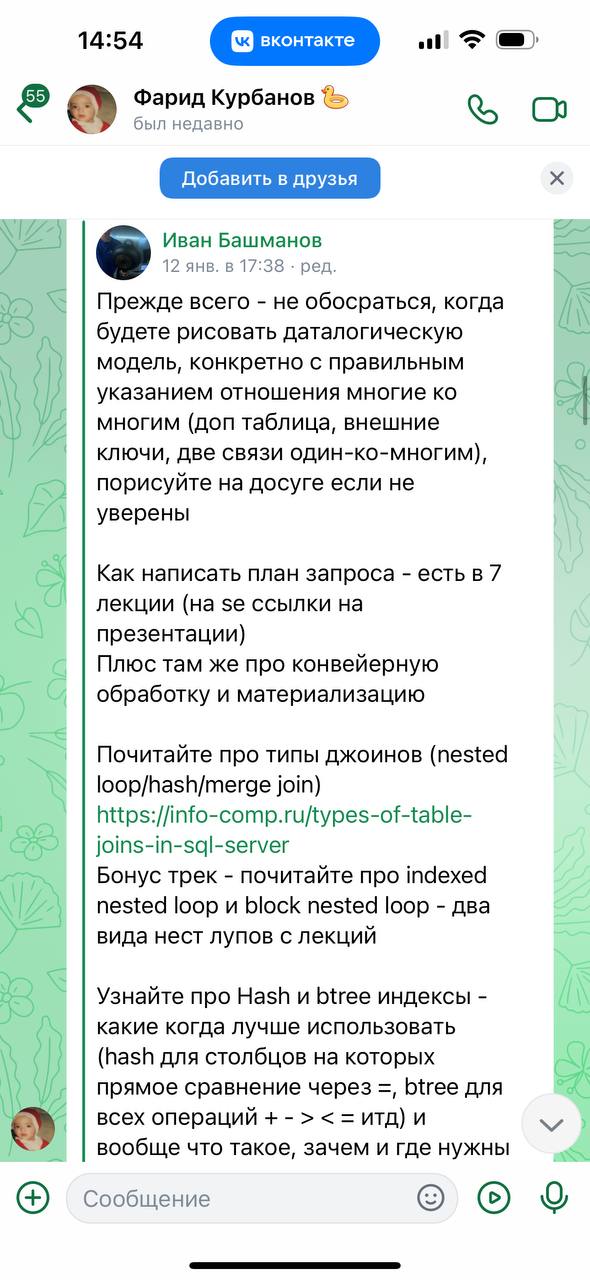 14:54
вконтакте
55
Фарид Курбанов
был недавно
Добавить в друзья
Иван Башманов
12 янв. в 17:38 · ред.
Прежде всего - не обосраться, когда
будете рисовать даталогическую
модель, конкретно с правильным
указанием отношения многие ко
многим (доп таблица, внешние
ключи, две связи один-ко-многим),
порисуйте на досуге если не
уверены
Как написать план запроса - есть в 7
лекции (на se ссылки на
презентации)
Плюс там же про конвейерную
обработку и материализацию
Почитайте про типы джоинов (nested
loop/hash/merge join)
https://info-comp.ru/types-of-table-
joins-in-sql-server
Бонус трек - почитайте про indexed
nested loop и block nested loop - два
вида нест лупов с лекций
Узнайте про Hash и btree индексы -
какие когда лучше использовать
(hash для столбцов на которых
прямое сравнение через =, btree для
всех операций + - > < = итд) и
вообще что такое, зачем и где нужны
Сообщение